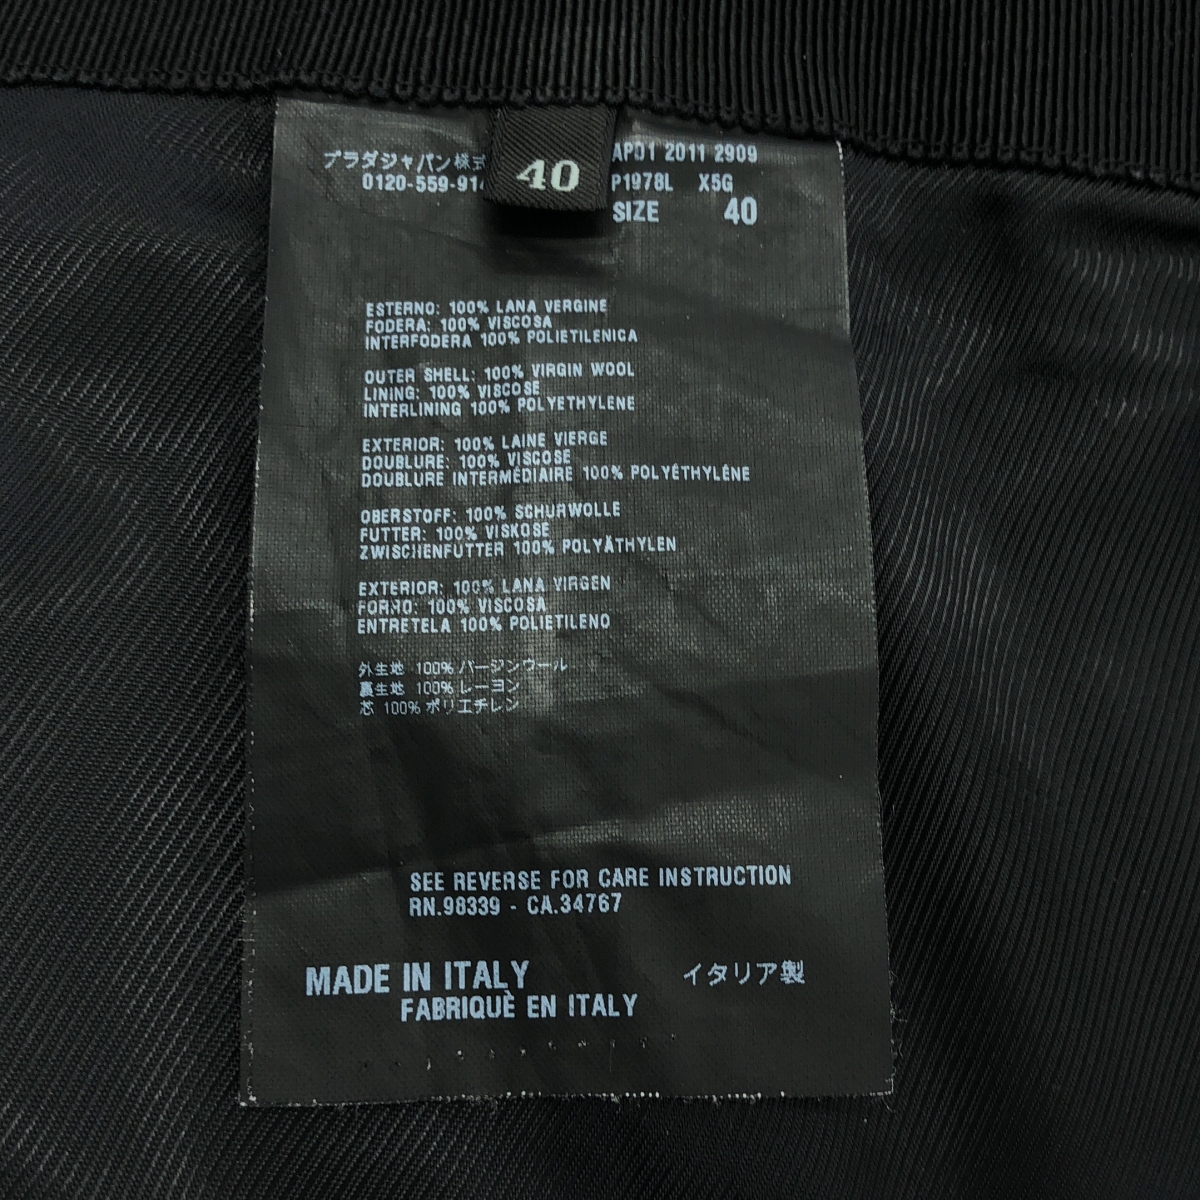 プラダジャパン株式
0120-559-914
40
APD1 2011 2909
P1978L X5G
SIZE 40
ESTERNO: 100% LANA VERGINE
FODERA: 100% VISCOSA
INTERFODERA 100% POLIETILENICA
OUTER SHELL: 100% VIRGIN WOOL
LINING: 100% VISCOSE
INTERLINING 100% POLYETHYLENE
EXTERIOR: 100% LAINE VIERGE
DOUBLURE: 100% VISCOSE
DOUBLURE INTERMÉDIAIRE 100% POLYÉTHYLÈNE
OBERSTOFF: 100% SCHURWOLLE
FUTTER: 100% VISKOSE
ZWISCHENFUTTER 100% POLYÄTHYLEN
EXTERIOR: 100% LANA VIRGEN
FORRO: 100% VISCOSA
ENTRETELA 100% POLIETILENO
外生地 100% バージンウール
裏生地 100% レーヨン
芯 100% ポリエチレン
SEE REVERSE FOR CARE INSTRUCTION
RN.98339 - CA.34767
MADE IN ITALY
イタリア製
FABRIQUÈ EN ITALY